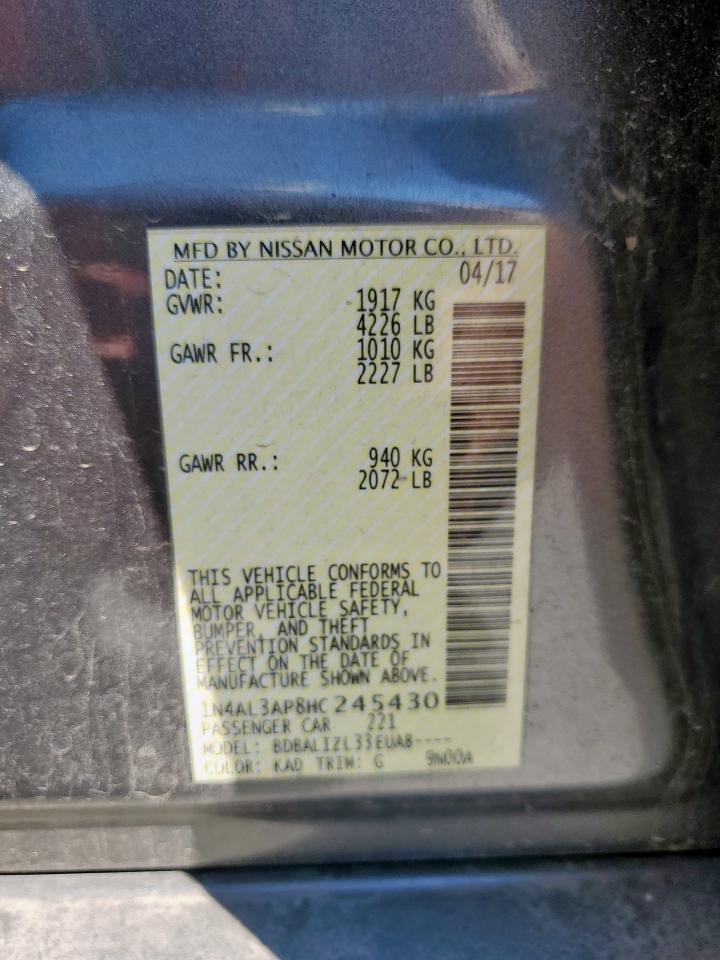 MFD BY NISSAN MOTOR CO., LTD.
DATE: 04/17
GVWR: 1917 KG
4226 LB
GAWR FR.: 1010 KG
2227 LB
GAWR RR.: 940 KG
2072 LB
THIS VEHICLE CONFORMS TO
ALL APPLICABLE FEDERAL
MOTOR VEHICLE SAFETY,
BUMPER, AND THEFT
PREVENTION STANDARDS IN
EFFECT ON THE DATE OF
MANUFACTURE SHOWN ABOVE.
1N4AL3AP8HC245430
PASSENGER CAR 221
MODEL: BDBALIZL33EUA8----
COLOR: KAD TRIM: G 9W00A